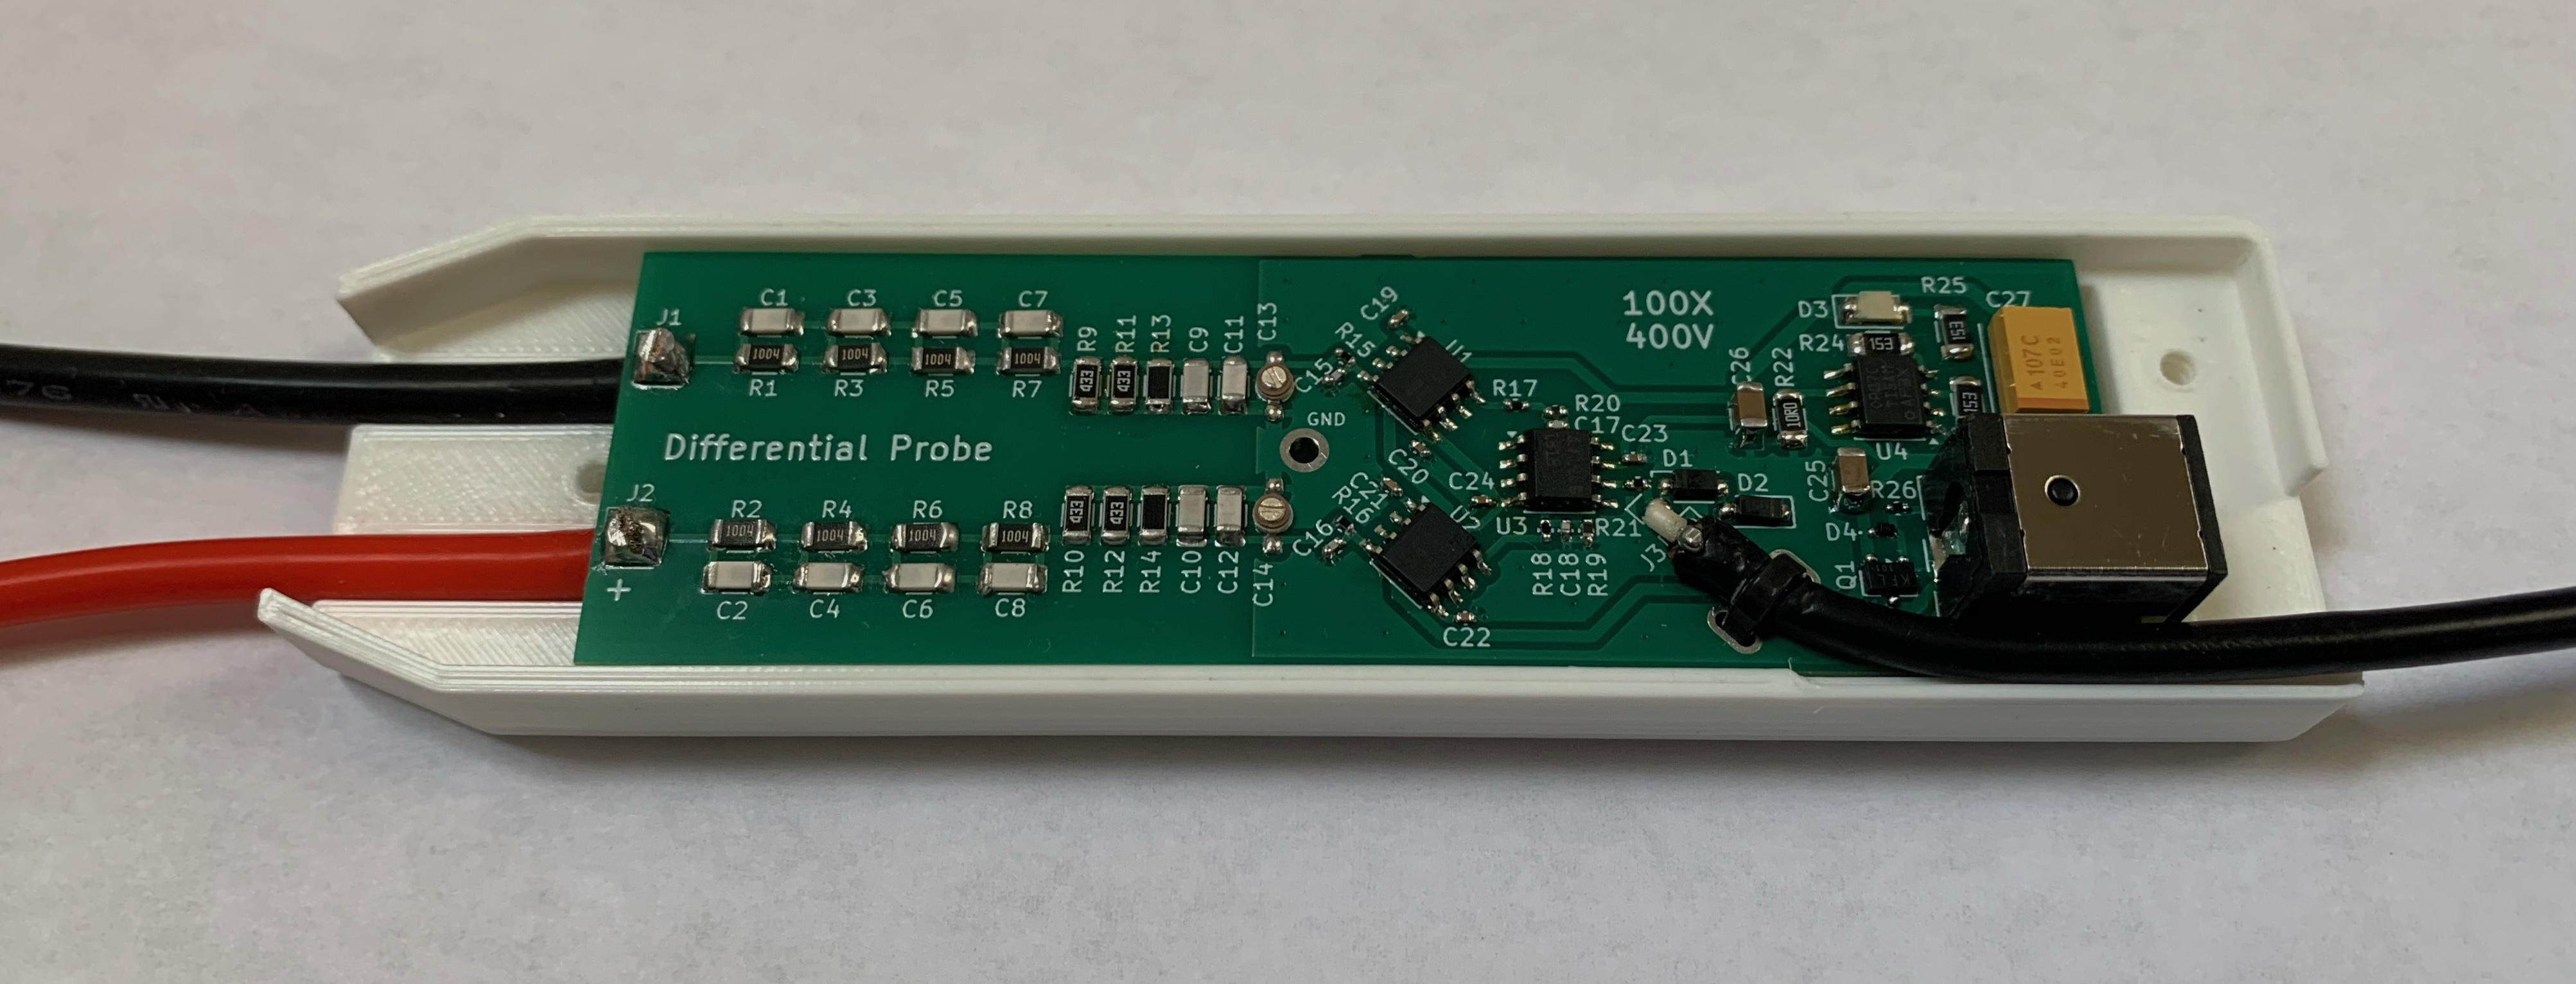 J1
C1
C3
C5
C7
1004
1004
1004
1004
R1
R3
R5
R7
R9
R11
R13
C9
C11
C13
433
433
Differential Probe
GND
J2
+
R2
R4
R6
R8
1004
1004
1004
1004
C2
C4
C6
C8
433
433
R10
R12
R14
C10
C12
C14
C15
R15
C19
U1
C20
C21
R16
C16
U2
C22
R17
R20
C17
C23
C24
U3
R21
R18
C18
R19
D1
D2
J3
100X
400V
D3
R24
153
R25
153
153
C27
107C
40E02
C26
R22
10R0
U4
C25
R26
D4
Q1
76